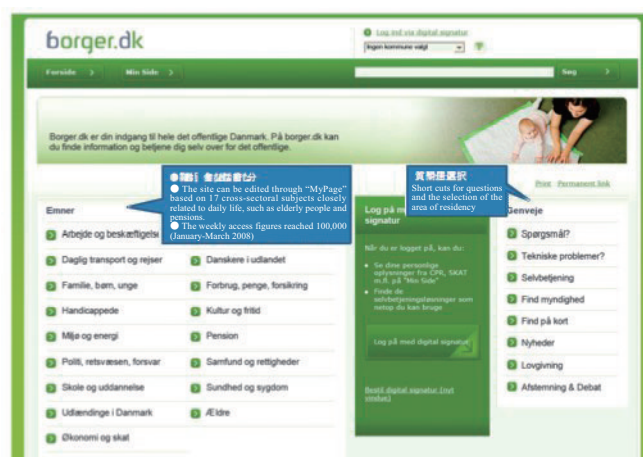 borger.dk
Log ind via digital signatur
Ingen kommune valgt
Forside
Min Side
Søg
Borger.dk er din indgang til hele det offentlige Danmark. På borger.dk kan
du finde information og betjene dig selv over for det offentlige.
The site can be edited through “MyPage”
based on 17 cross-sectoral subjects closely
related to daily life, such as elderly people and
pensions.
The weekly access figures reached 100,000
(January-March 2008)
Short cuts for questions
and the selection of the
area of residency
Print Permanent link
Emner
Arbejde og beskæftigelse
Daglig transport og rejser
Danskere i udlandet
Familie, børn, unge
Forbrug, penge, forsikring
Handicappede
Kultur og fritid
Miljø og energi
Pension
Politi, retsvæsen, forsvar
Samfund og rettigheder
Skole og uddannelse
Sundhed og sygdom
Udlændinge i Danmark
Ældre
Økonomi og skat
Log på m
signatur
Når du er logget på, kan du:
Se dine personlige
oplysninger fra CPR, SKAT
m.fl. på "Min Side"
Finde de
selvbetjeningsløsninger som
netop du kan bruge
Log på med digital signatur
Bestil digital signatur (nyt
vindue)
Genveje
Spørgsmål?
Tekniske problemer?
Selvbetjening
Find myndighed
Find på kort
Nyheder
Lovgivning
Afstemning & Debat